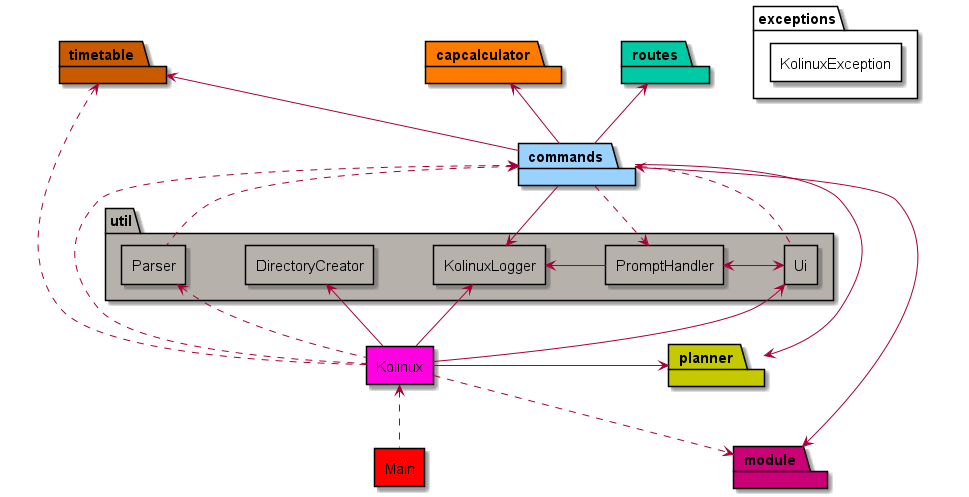 exceptions
KolinuxException
timetable
capcalculator
routes
commands
util
Parser
DirectoryCreator
KolinuxLogger
PromptHandler
Ui
Kolinux
planner
Main
module